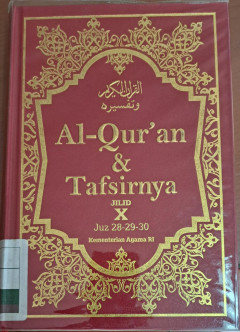 القرآن الكريم
وتفسيره
Al-Qur'an
&
Tafsirnya
JILID
X
Juz 28-29-30
Kementerian Agama RI